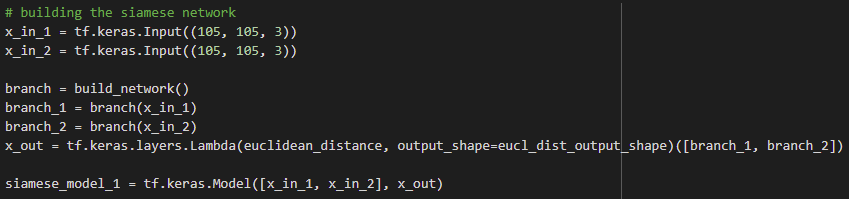 # building the siamese network
x_in_1 = tf.keras.Input((105, 105, 3))
x_in_2 = tf.keras.Input((105, 105, 3))
branch = build_network()
branch_1 = branch(x_in_1)
branch_2 = branch(x_in_2)
x_out = tf.keras.layers.Lambda(euclidean_distance, output_shape=eucl_dist_output_shape)([branch_1, branch_2])
siamese_model_1 = tf.keras.Model([x_in_1, x_in_2], x_out)